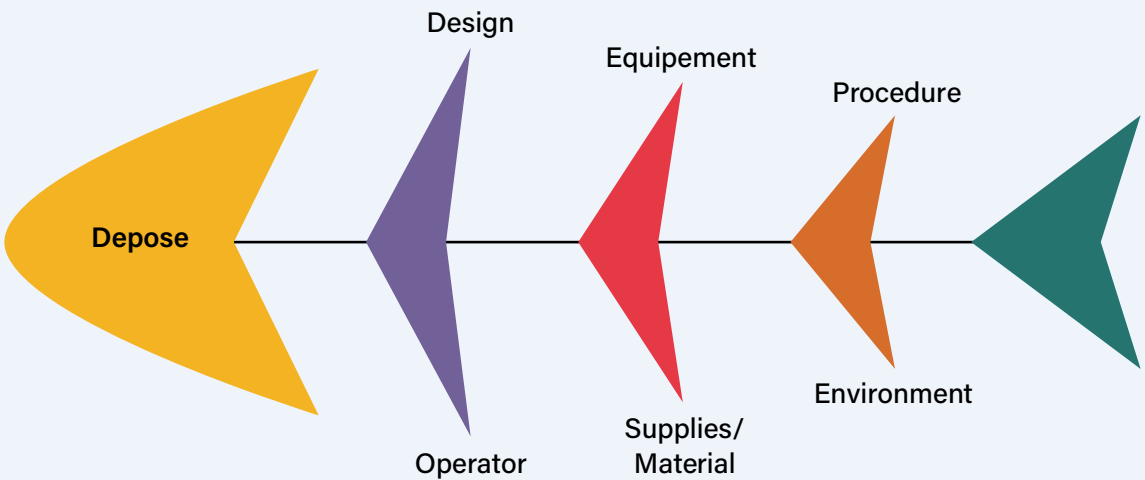 Design
Equipement
Procedure
Depose
Environment
Supplies/
Material
Operator